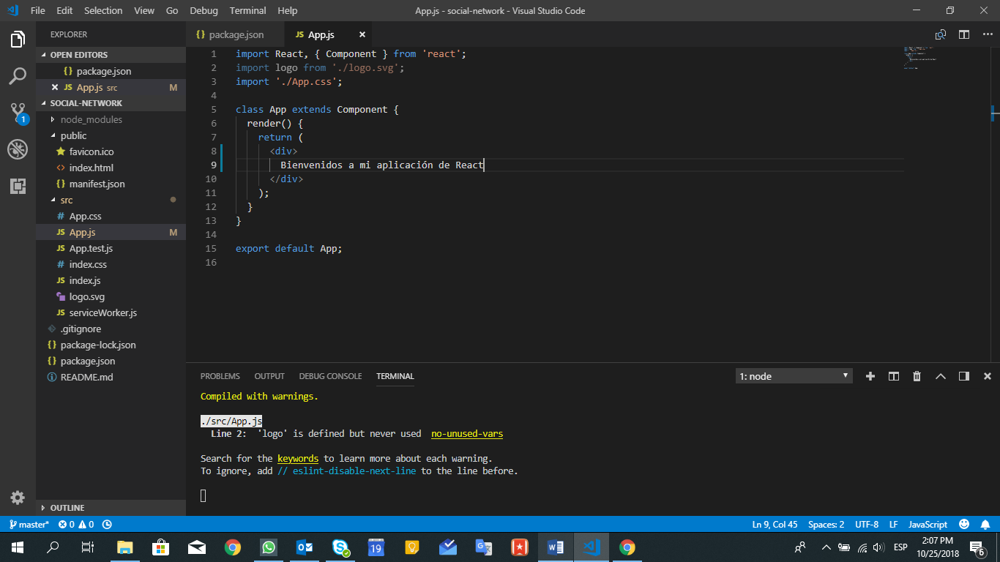 File Edit Selection View Go Debug Terminal Help
App.js - social-network - Visual Studio Code
EXPLORER
OPEN EDITORS
{} package.json
JS App.js src M
SOCIAL-NETWORK
node_modules
public
favicon.ico
<> index.html
{} manifest.json
src
# App.css
JS App.js M
JS App.test.js
# index.css
JS index.js
logo.svg
JS serviceWorker.js
.gitignore
{} package-lock.json
{} package.json
README.md
OUTLINE
1
{} package.json
JS App.js
1 import React, { Component } from 'react';
2 import logo from './logo.svg';
3 import './App.css';
4
5 class App extends Component {
6 render() {
7 return (
8 <div>
9 Bienvenidos a mi aplicación de React
10 </div>
11 );
12 }
13 }
14
15 export default App;
16
PROBLEMS OUTPUT DEBUG CONSOLE TERMINAL
1: node
Compiled with warnings.
./src/App.js
Line 2: 'logo' is defined but never used no-unused-vars
Search for the keywords to learn more about each warning.
To ignore, add // eslint-disable-next-line to the line before.
master* 0 0
Ln 9, Col 45 Spaces: 2 UTF-8 LF JavaScript
19
ESP
2:07 PM
10/25/2018
6